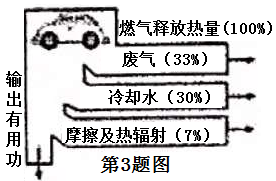 燃气释放热量(100%)
废气(33%)
冷却水(30%)
摩擦及热辐射(7%)
输出有用功
第3题图